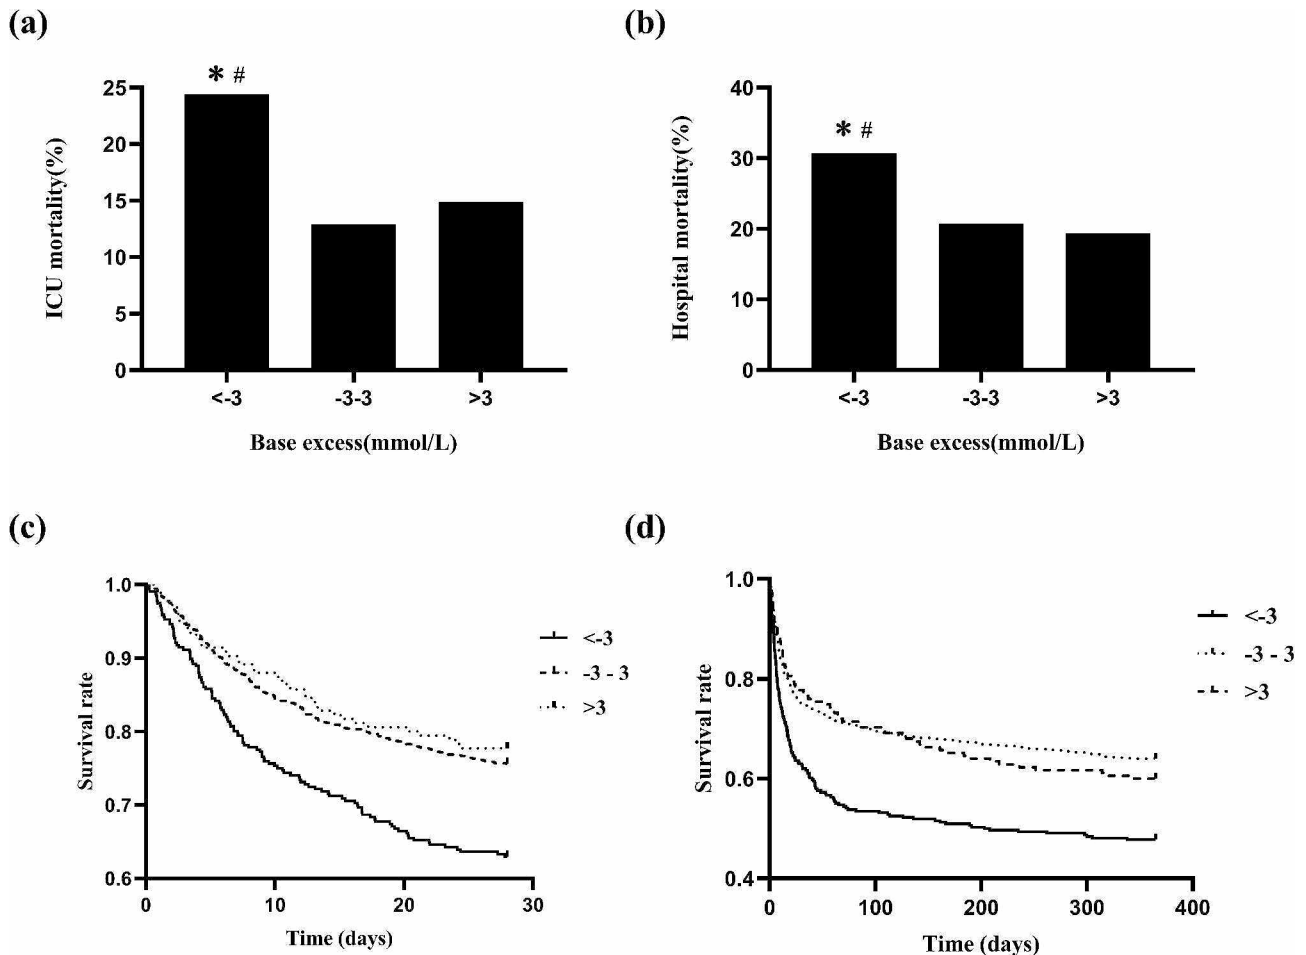 (a)
* #
25
20
15
10
5
0
ICU mortality(%)
<-3
-3-3
>3
Base excess(mmol/L)
(b)
* #
40
30
20
10
0
Hospital mortality(%)
<-3
-3-3
>3
Base excess(mmol/L)
(c)
1.0
0.9
0.8
0.7
0.6
Survival rate
0
10
20
30
Time (days)
<-3
-3 - 3
>3
(d)
1.0
0.8
0.6
0.4
Survival rate
0
100
200
300
400
Time (days)
<-3
-3 - 3
>3